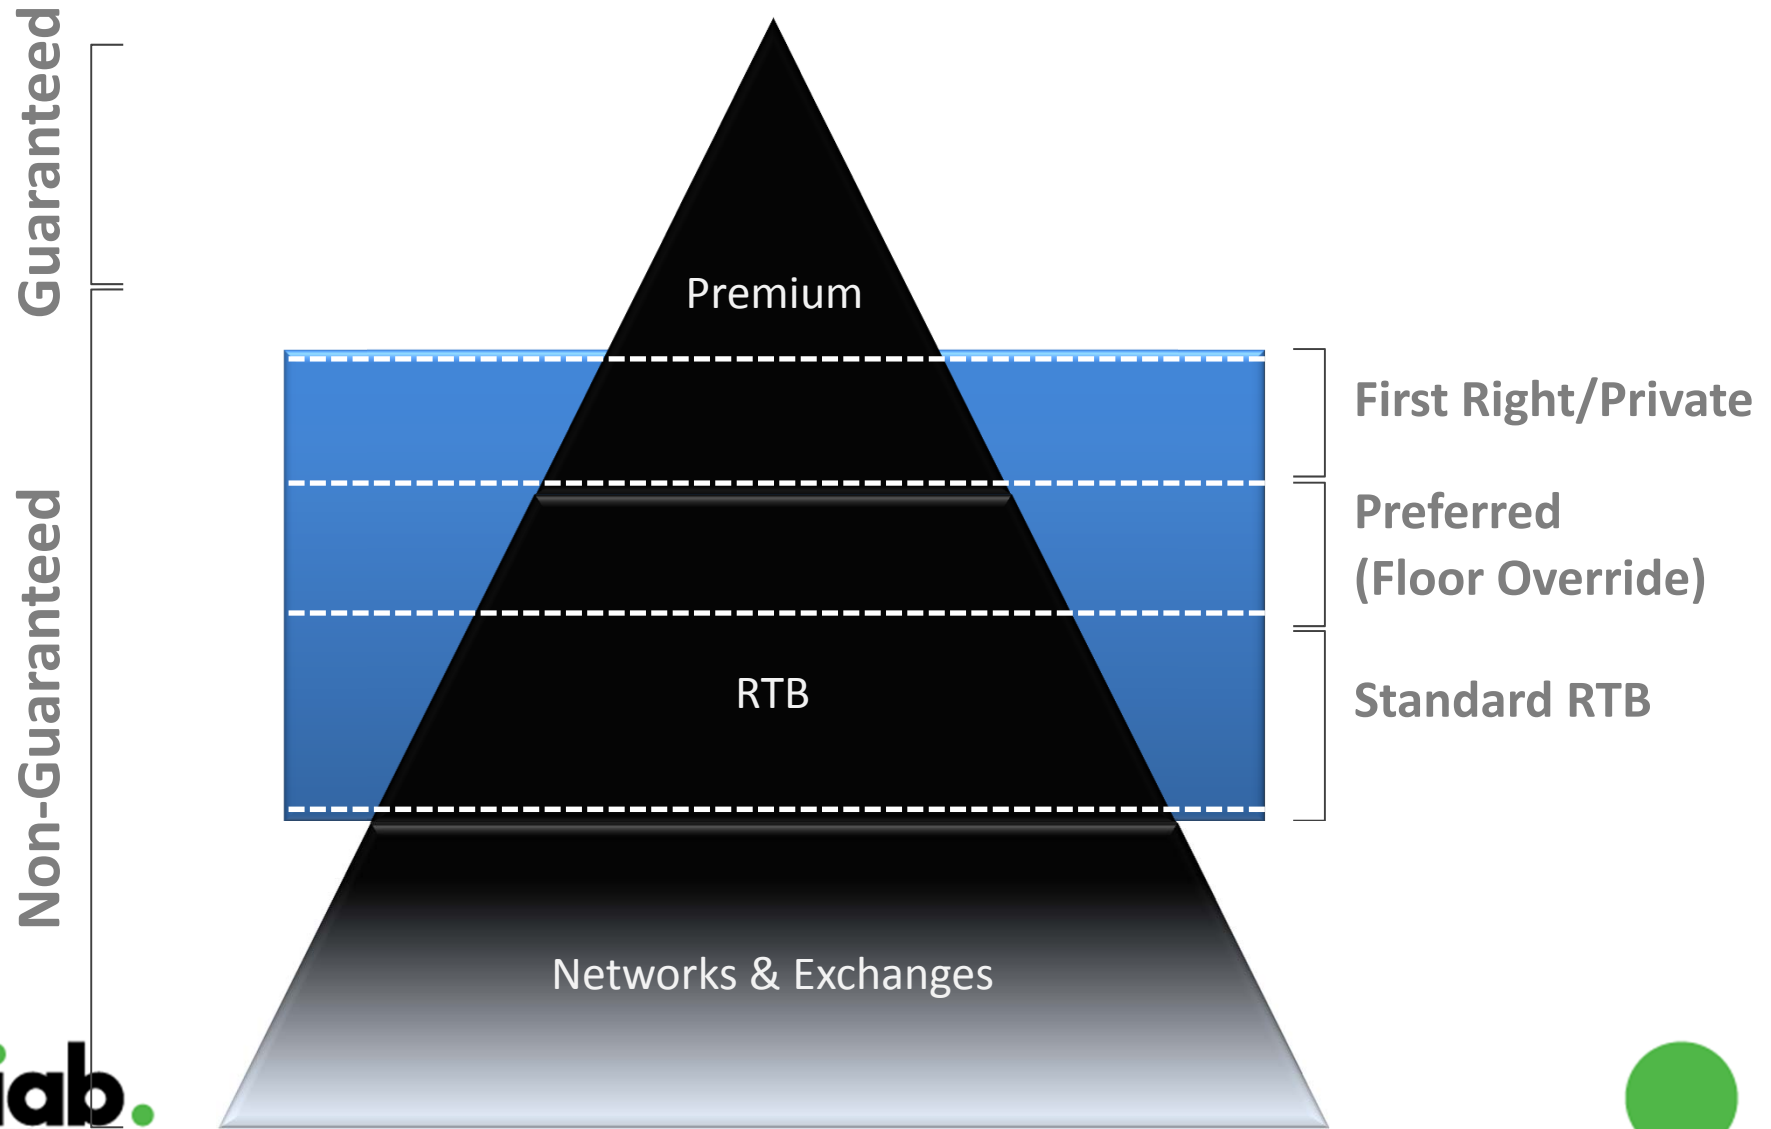 Guaranteed
Non-Guaranteed
Premium
RTB
Networks & Exchanges
First Right/Private
Preferred
(Floor Override)
Standard RTB
iab.